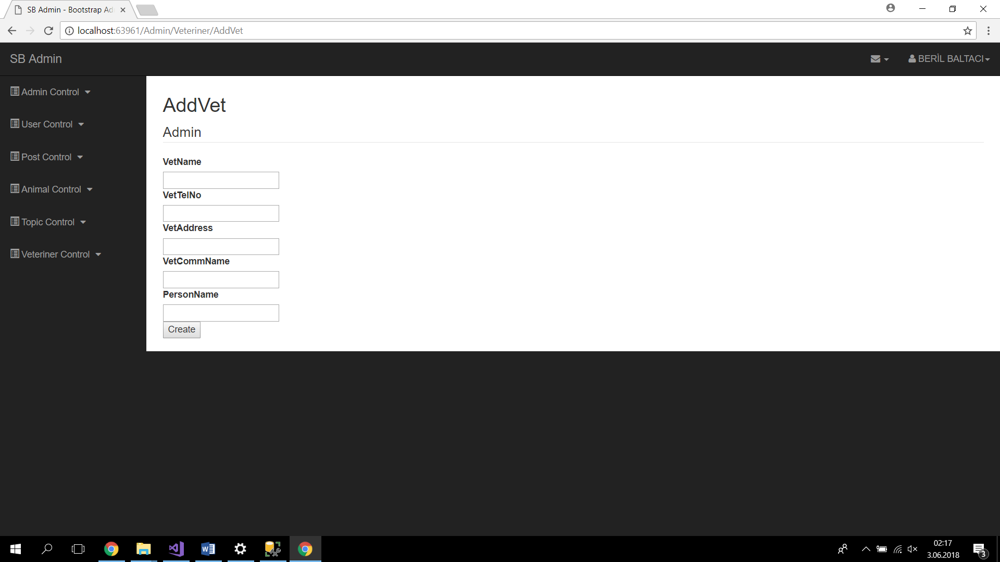 SB Admin - Bootstrap Ad
localhost:63961/Admin/Veteriner/AddVet
SB Admin
BERİL BALTACI
Admin Control
User Control
Post Control
Animal Control
Topic Control
Veteriner Control
AddVet
Admin
VetName
VetTelNo
VetAddress
VetCommName
PersonName
Create
02:17
3.06.2018
3